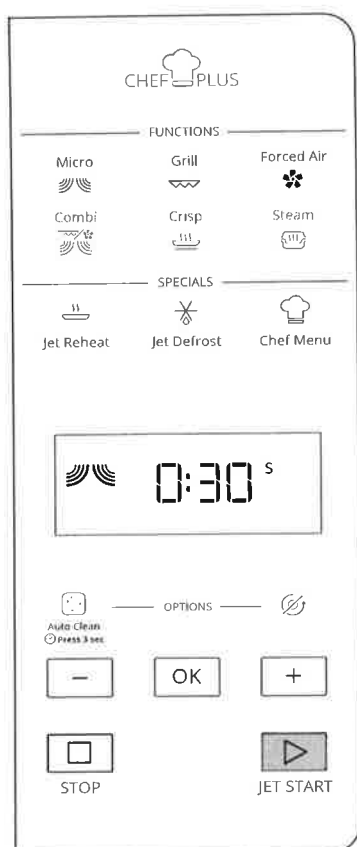 CHEF PLUS
FUNCTIONS
Micro Grill Forced Air
Combi Crisp Steam
SPECIALS
Jet Reheat Jet Defrost Chef Menu
0:30 s
OPTIONS
Auto Clean
Press 3 sec
- OK +
STOP JET START